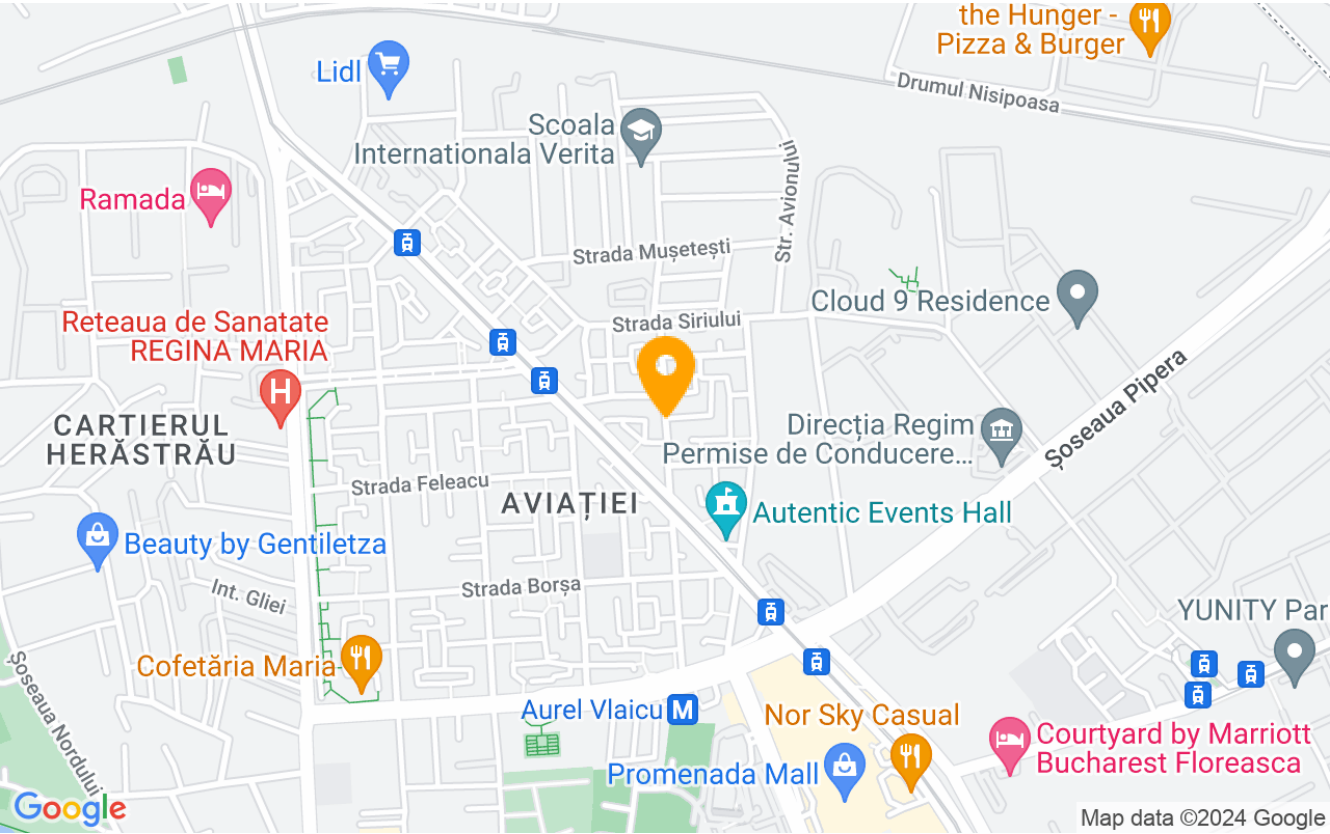 the Hunger -
Pizza & Burger
Lidl
Drumul Nisipoasa
Scoala
Internationala Verita
Str. Avionului
Ramada
Strada Mușetești
Cloud 9 Residence
Strada Siriului
Reteaua de Sanatate
REGINA MARIA
H
Șoseaua Pipera
CARTIERUL
HERĂSTRĂU
Direcția Regim
Permise de Conducere...
Strada Feleacu
AVIAȚIEI
Autentic Events Hall
Beauty by Gentiletza
Strada Borșa
Int. Gliei
YUNITY Par
Cofetăria Maria
Șoseaua Nordului
Aurel Vlaicu M
Nor Sky Casual
Courtyard by Marriott
Bucharest Floreasca
Promenada Mall
Google
Map data ©2024 Google